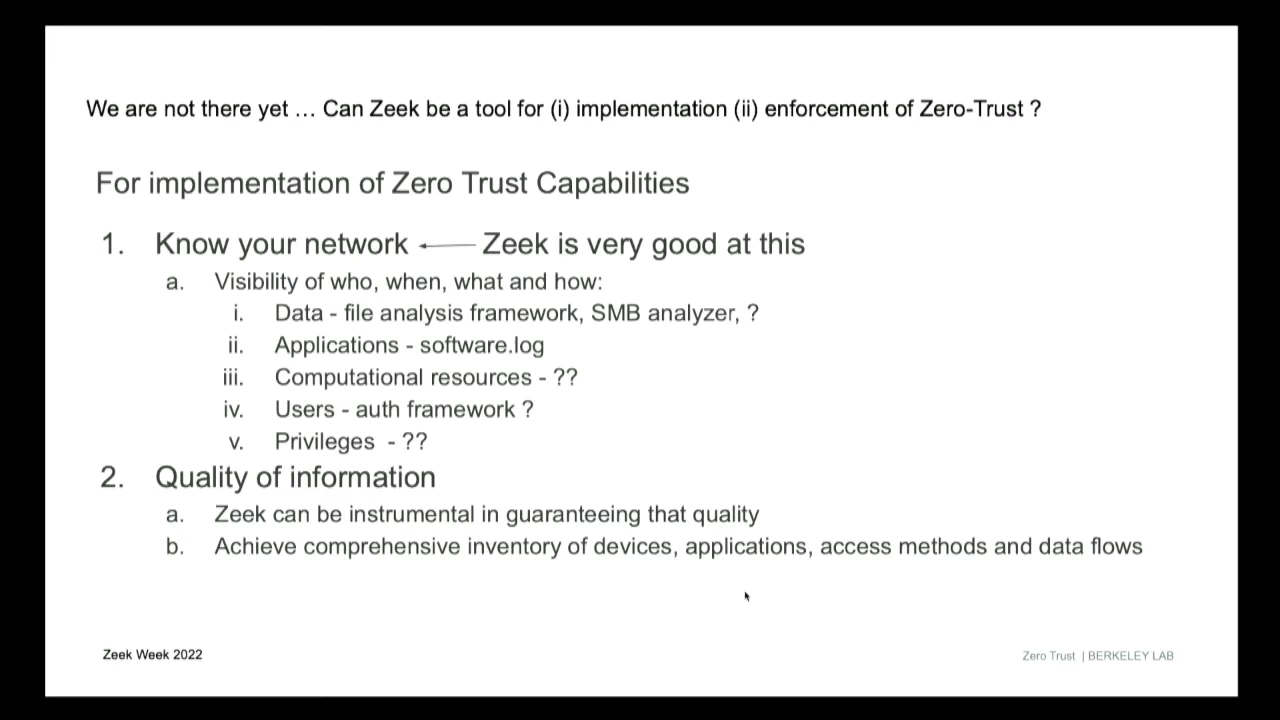 We are not there yet … Can Zeek be a tool for (i) implementation (ii) enforcement of Zero-Trust ?
For implementation of Zero Trust Capabilities
1. Know your network Zeek is very good at this
a. Visibility of who, when, what and how:
i. Data - file analysis framework, SMB analyzer, ?
ii. Applications - software.log
iii. Computational resources - ??
iv. Users - auth framework ?
v. Privileges - ??
2. Quality of information
a. Zeek can be instrumental in guaranteeing that quality
b. Achieve comprehensive inventory of devices, applications, access methods and data flows
Zeek Week 2022
Zero Trust | BERKELEY LAB